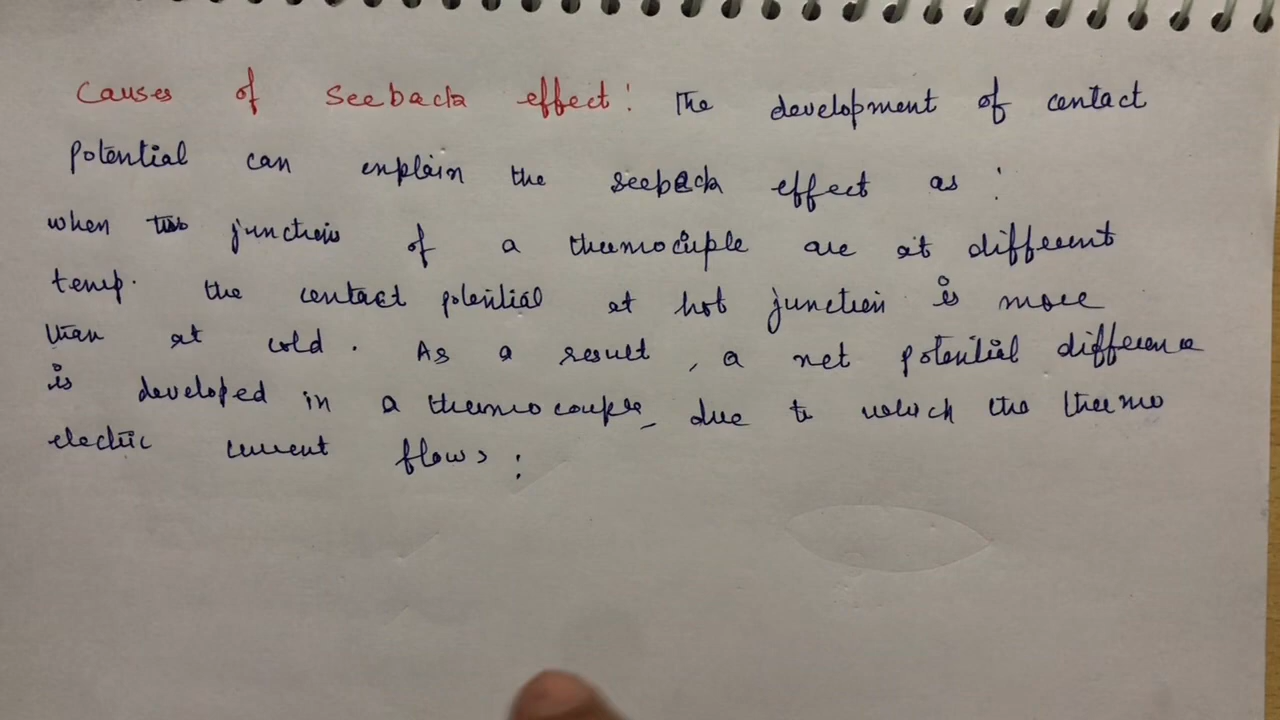 Causes of Seeback effect: The development of contact
potential can explain the seeback effect as :
when two junctions of a thermocouple are at different
temp. the contact potential at hot junction is more
than at cold. As a result, a net potential difference
is developed in a thermocouple, due to which the thermo
electric current flows :